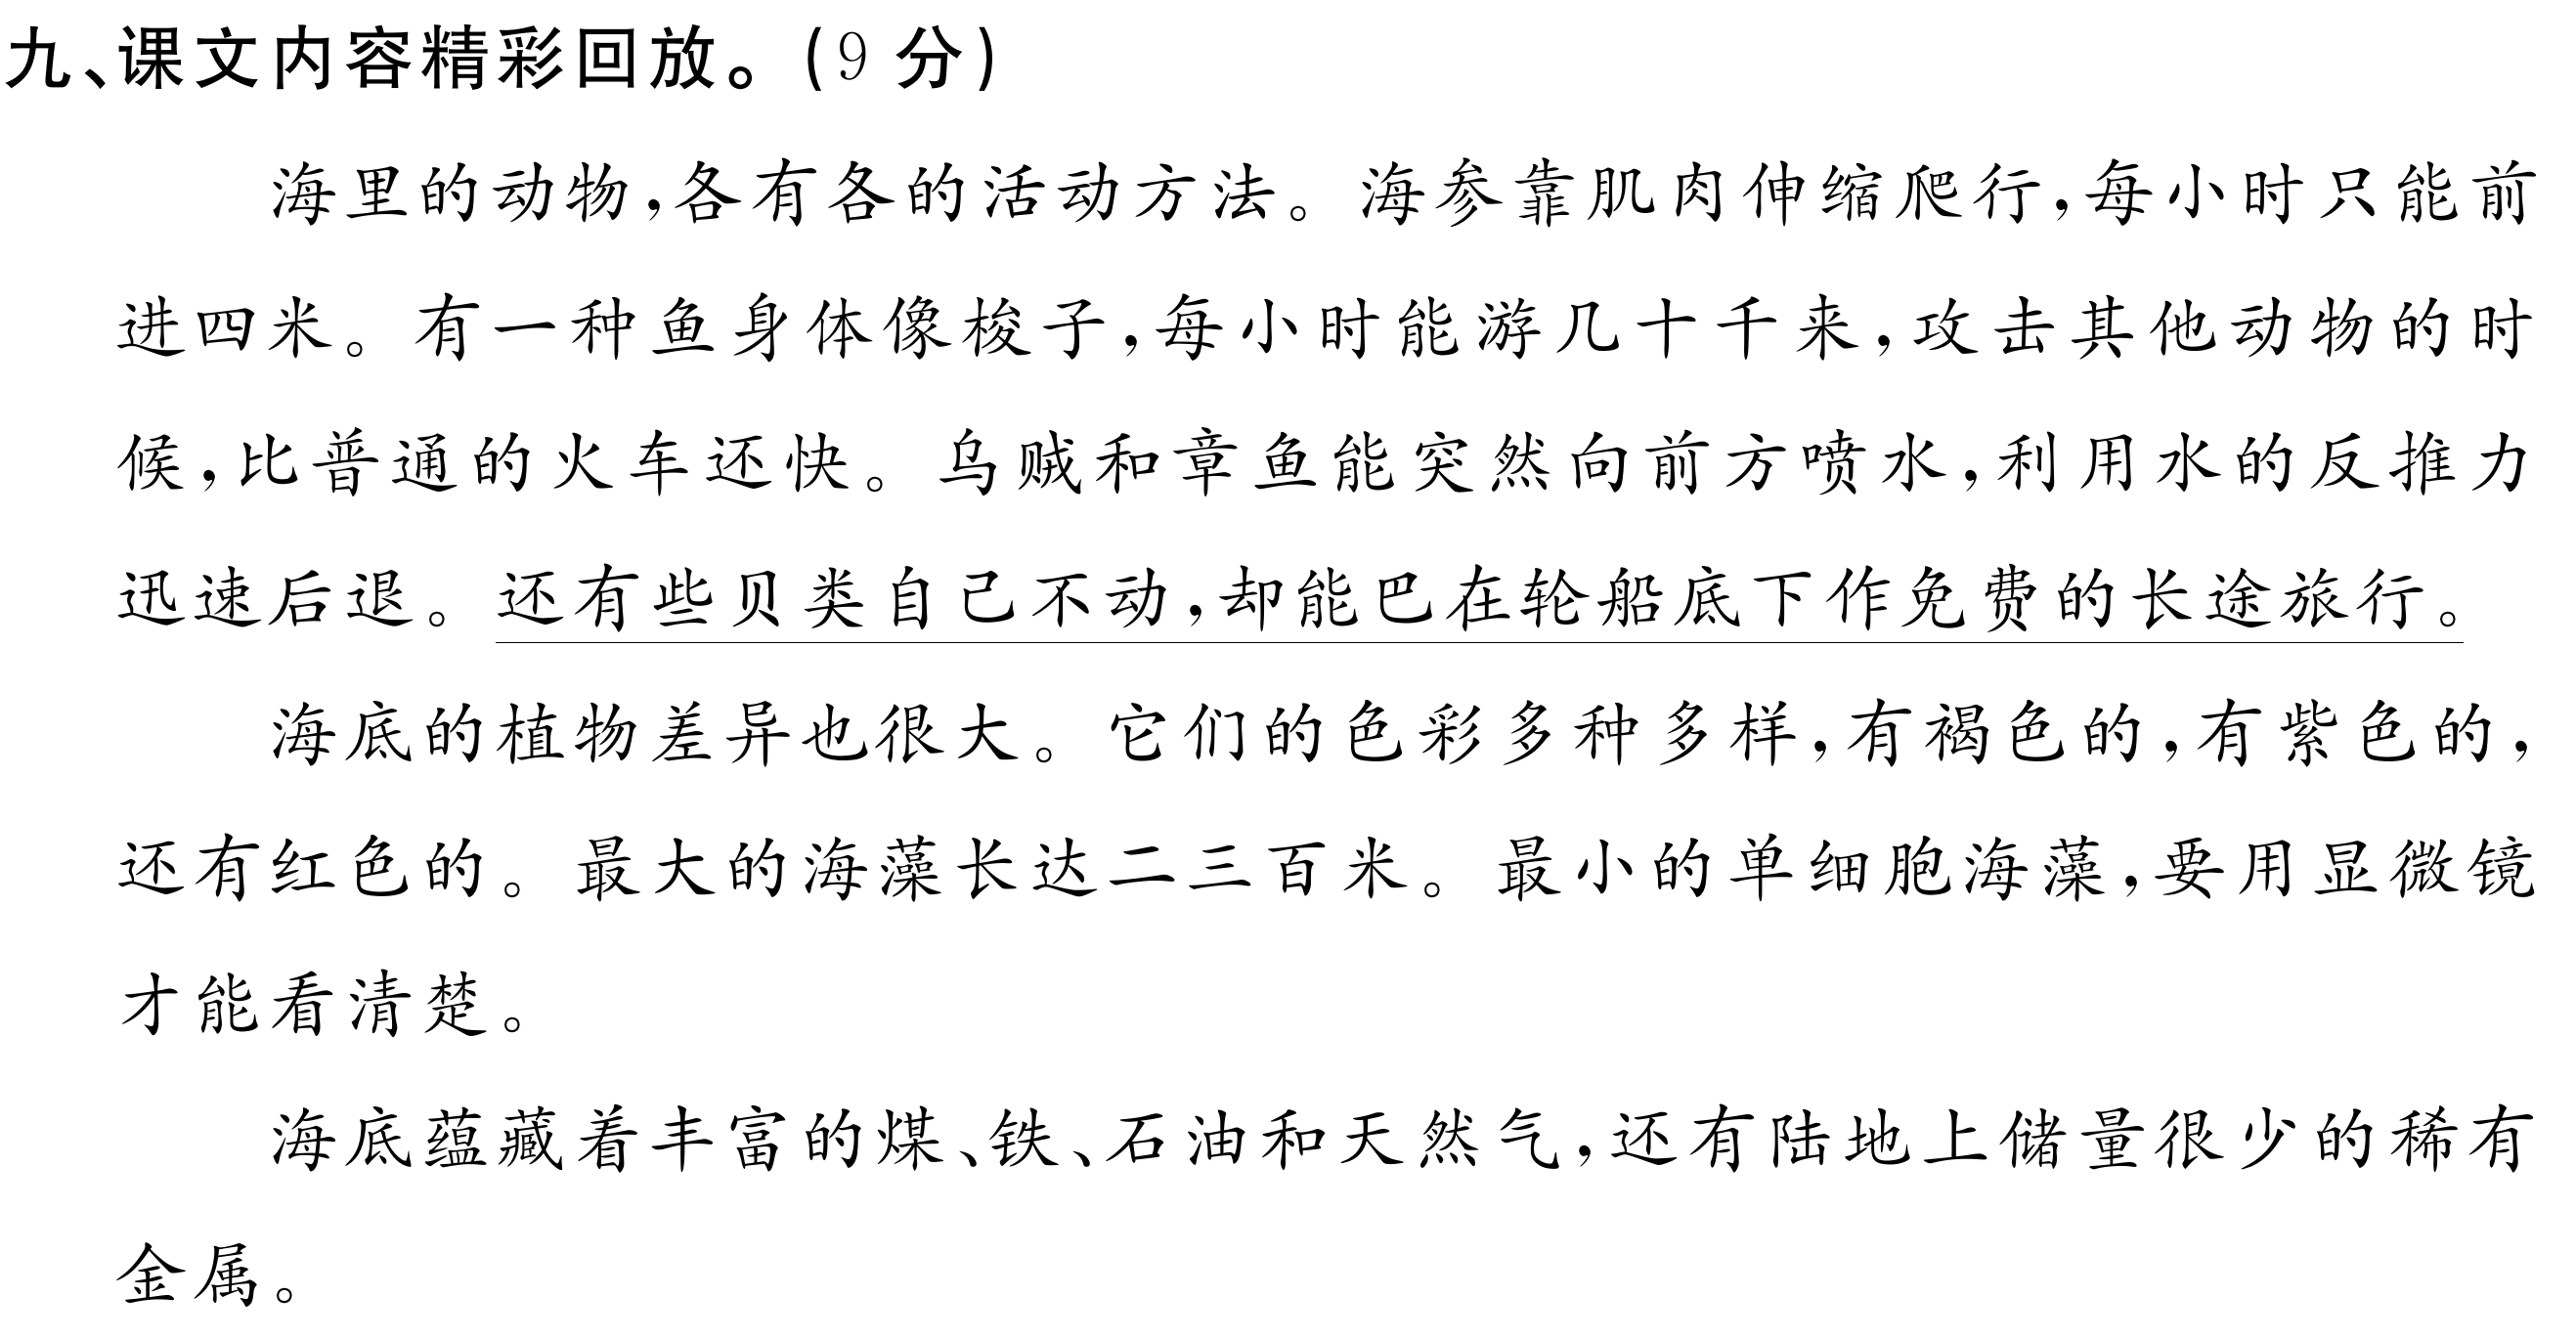 九、课文内容精彩回放。(9 分)
海里的动物,各有各的活动方法。海参靠肌肉伸缩爬行,每小时只能前
进四米。有一种鱼身体像梭子,每小时能游几十千来,攻击其他动物的时
候,比普通的火车还快。乌贼和章鱼能突然向前方喷水,利用水的反推力
迅速后退。还有些贝类自己不动,却能巴在轮船底下作免费的长途旅行。
海底的植物差异也很大。它们的色彩多种多样,有褐色的,有紫色的,
还有红色的。最大的海藻长达二三百米。最小的单细胞海藻,要用显微镜
才能看清楚。
海底蕴藏着丰富的煤、铁、石油和天然气,还有陆地上储量很少的稀有
金属。